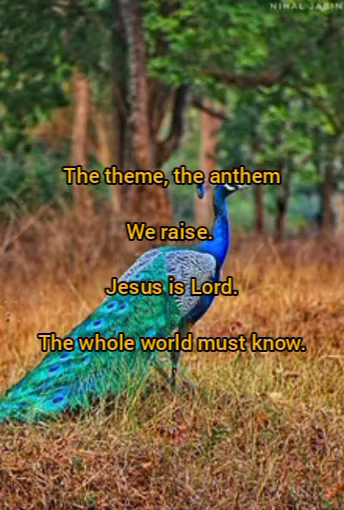 NIHAL JABIN
The theme, the anthem
We raise.
Jesus is Lord.
The whole world must know.